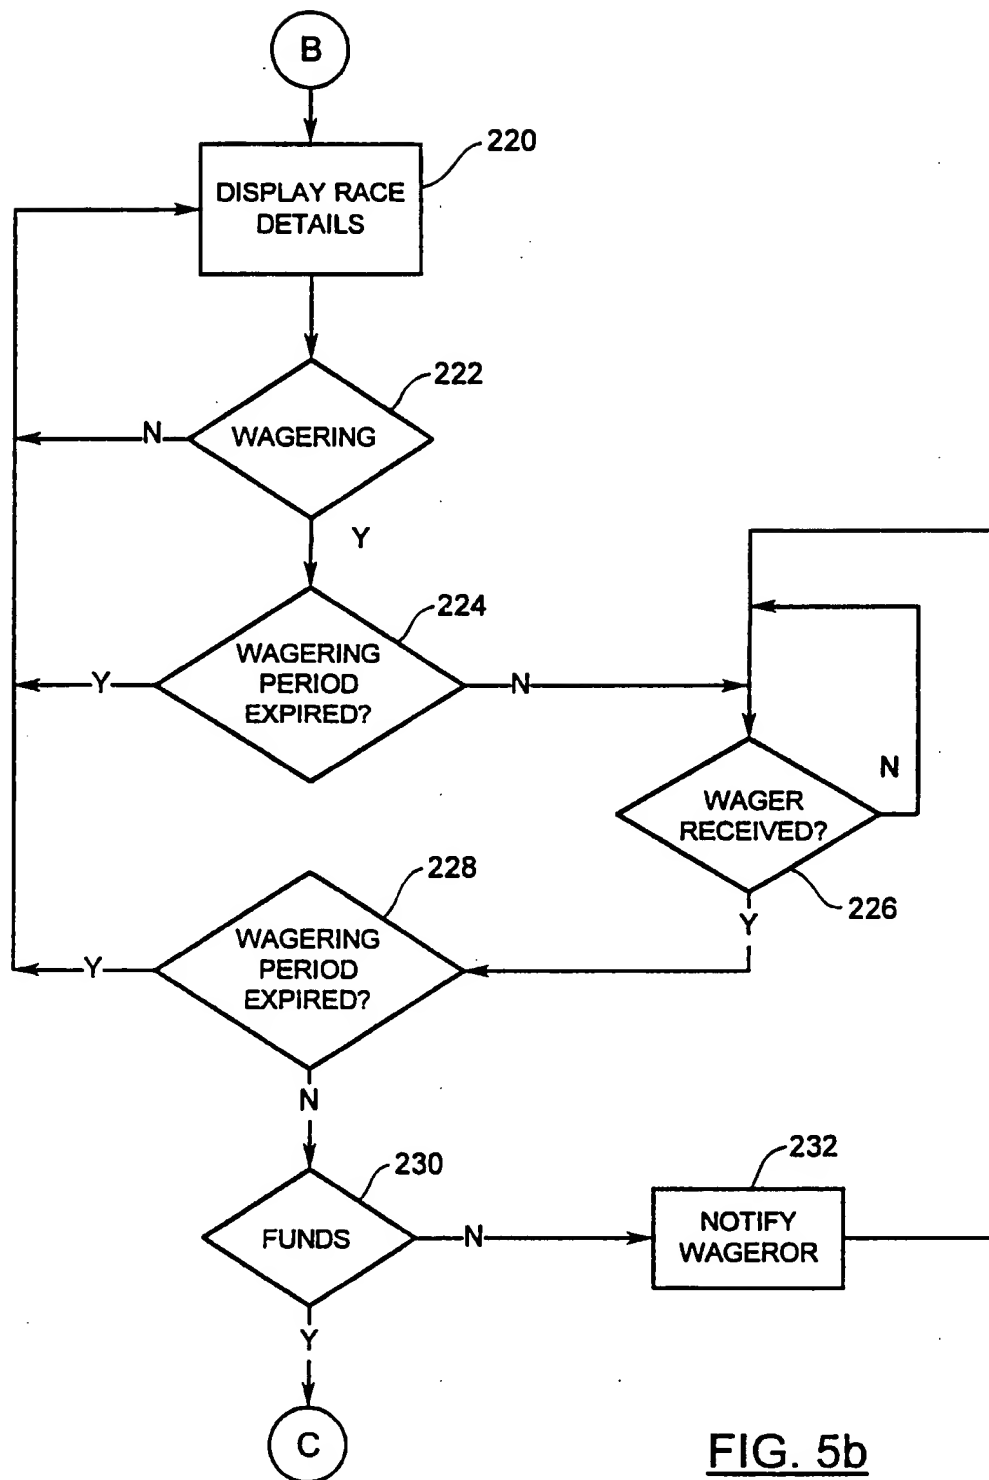 B
220
DISPLAY RACE
DETAILS
222
N
WAGERING
Y
224
WAGERING
PERIOD
EXPIRED?
Y
N
N
WAGER
RECEIVED?
226
Y
228
WAGERING
PERIOD
EXPIRED?
Y
N
230
232
FUNDS
N
NOTIFY
WAGEROR
Y
C
FIG. 5b